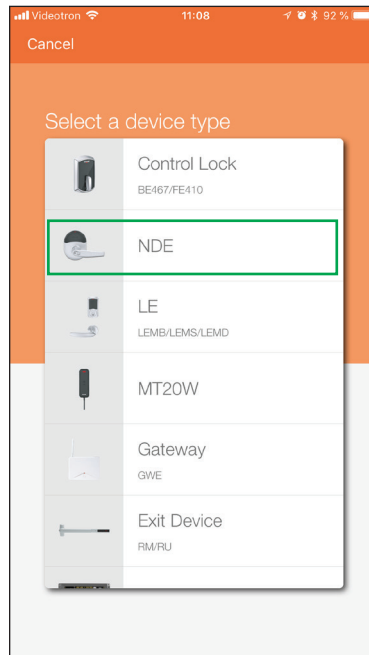 Videotron 11:08 92 %
Cancel
Select a device type
Control Lock
BE467/FE410
NDE
LE
LEMB/LEMS/LEMD
MT20W
Gateway
GWE
Exit Device
RM/RU